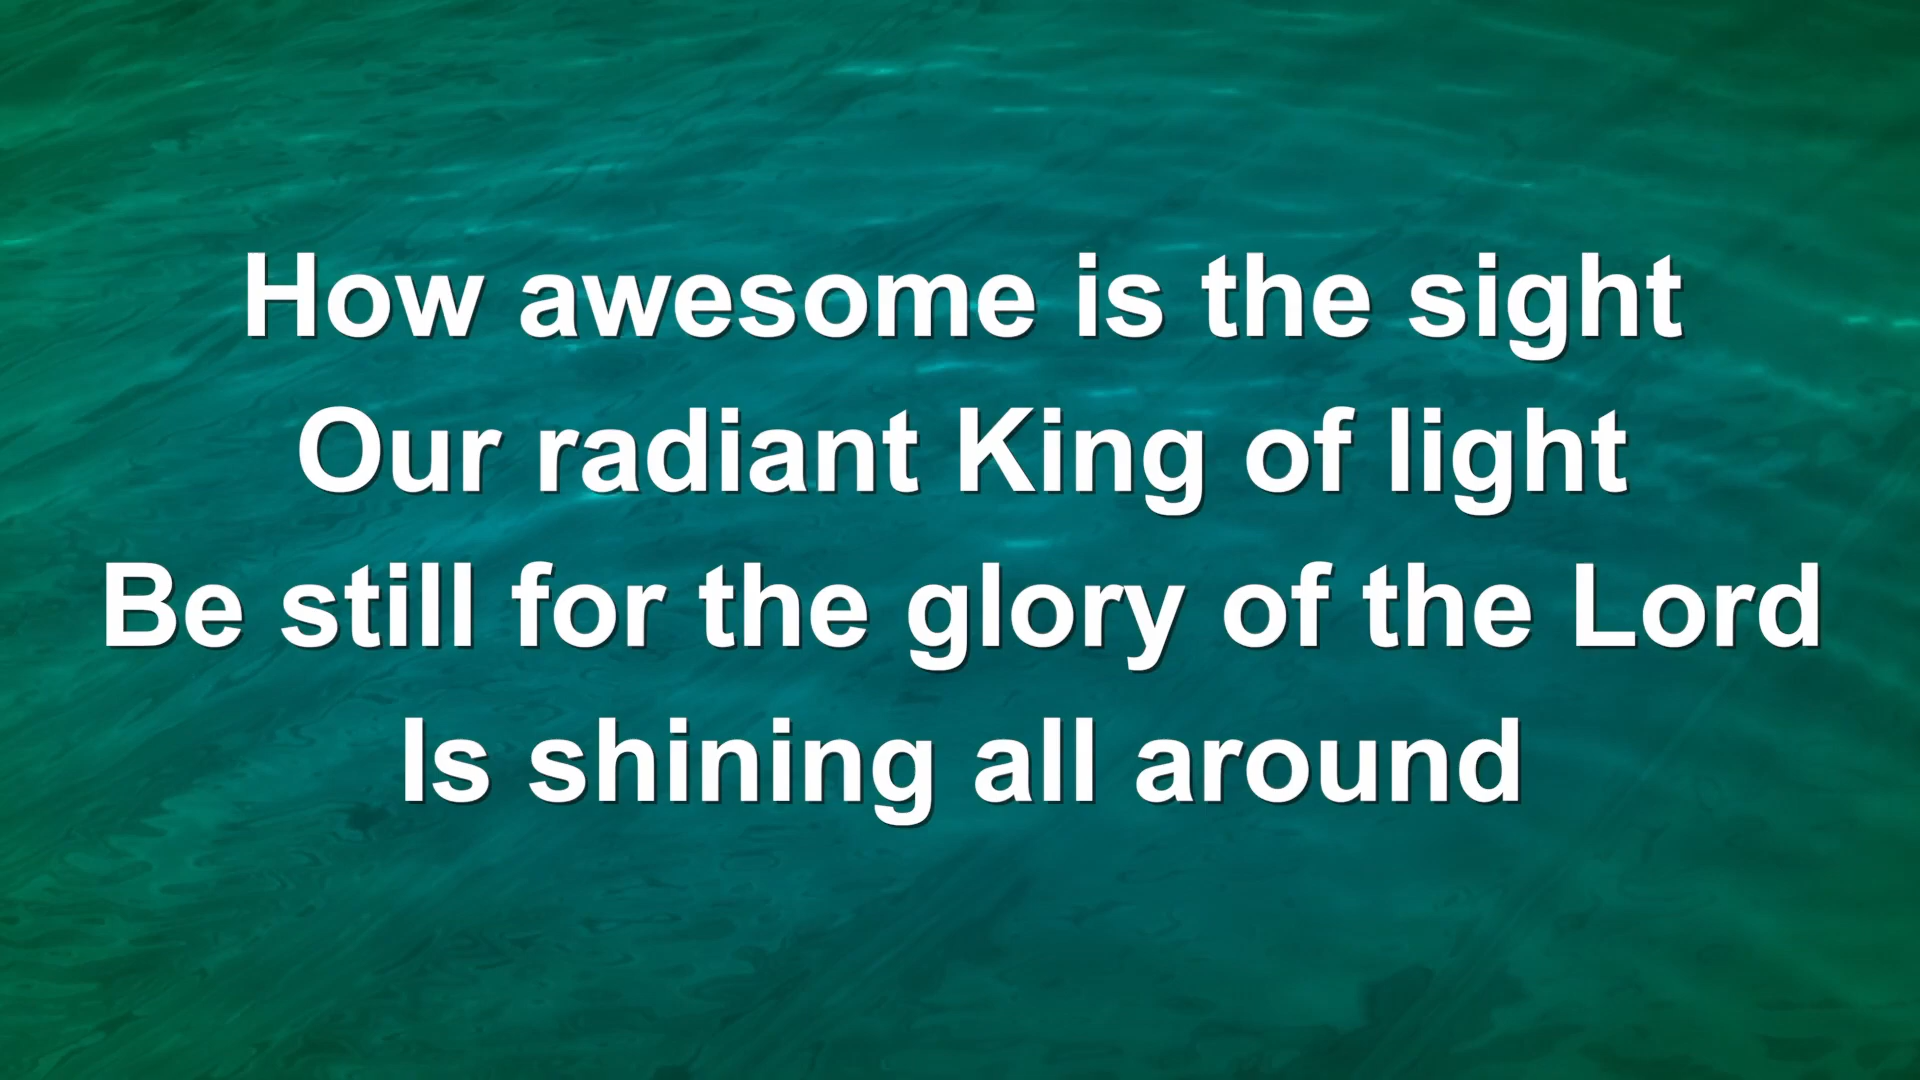 How awesome is the sight
Our radiant King of light
Be still for the glory of the Lord
Is shining all around